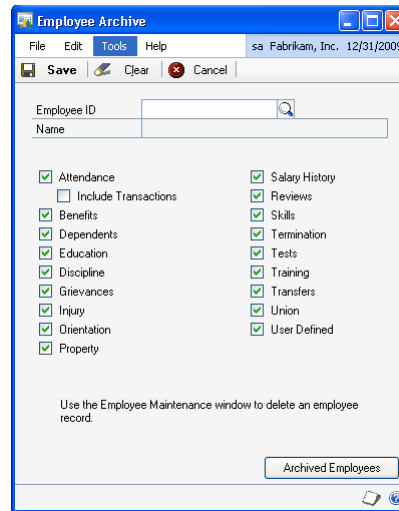 Employee Archive
File Edit Tools Help sa Fabrikam, Inc. 12/31/2009
Save Clear Cancel
Employee ID
Name
Attendance
Include Transactions
Benefits
Dependents
Education
Discipline
Grievances
Injury
Orientation
Property
Salary History
Reviews
Skills
Termination
Tests
Training
Transfers
Union
User Defined
Use the Employee Maintenance window to delete an employee
record.
Archived Employees